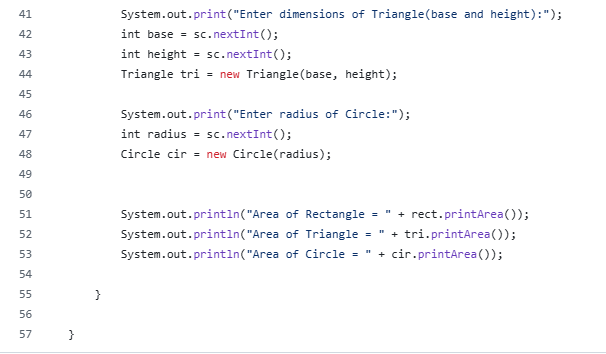 41 System.out.print("Enter dimensions of Triangle(base and height):");
42 int base = sc.nextInt();
43 int height = sc.nextInt();
44 Triangle tri = new Triangle(base, height);
45
46 System.out.print("Enter radius of Circle:");
47 int radius = sc.nextInt();
48 Circle cir = new Circle(radius);
49
50
51 System.out.println("Area of Rectangle = " + rect.printArea());
52 System.out.println("Area of Triangle = " + tri.printArea());
53 System.out.println("Area of Circle = " + cir.printArea());
54
55 }
56
57 }